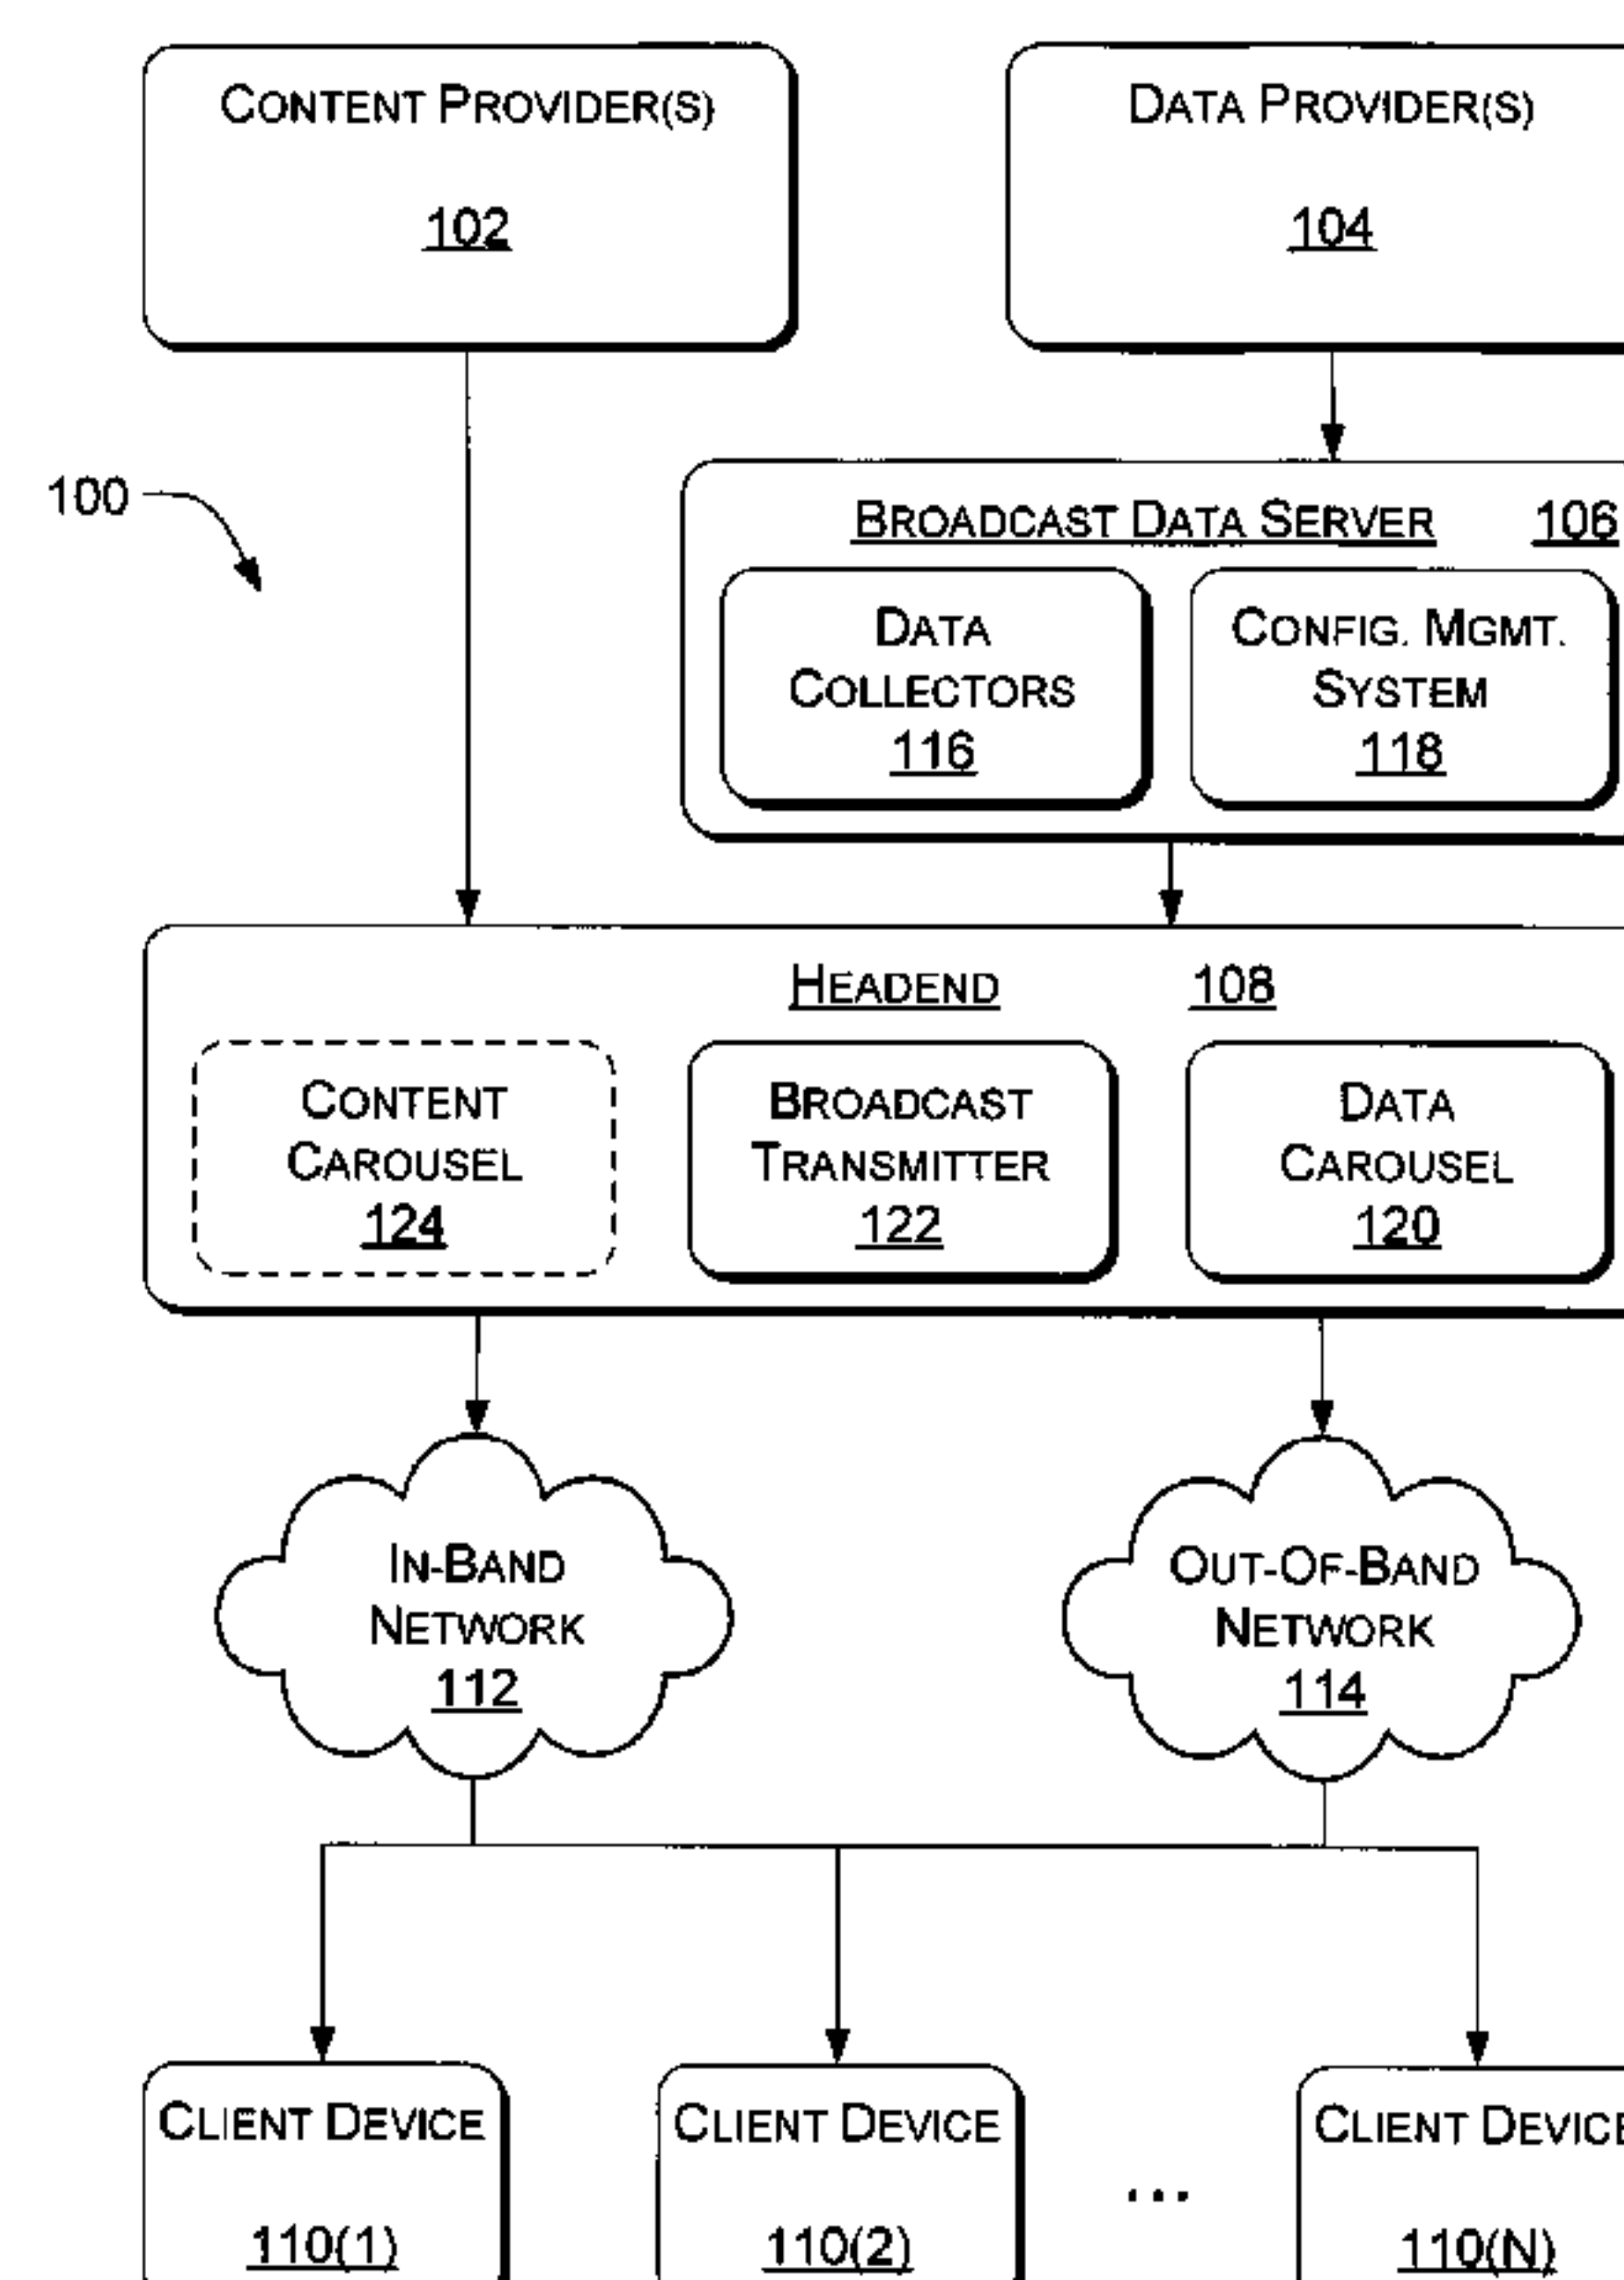 CONTENT PROVIDER(S)
102
DATA PROVIDER(S)
104
100
BROADCAST DATA SERVER 106
DATA
COLLECTORS
116
CONFIG. MGMT.
SYSTEM
118
HEADEND 108
CONTENT
CAROUSEL
124
BROADCAST
TRANSMITTER
122
DATA
CAROUSEL
120
IN-BAND
NETWORK
112
OUT-OF-BAND
NETWORK
114
CLIENT DEVICE
110(1)
CLIENT DEVICE
110(2)
...
CLIENT DEVICE
110(N)